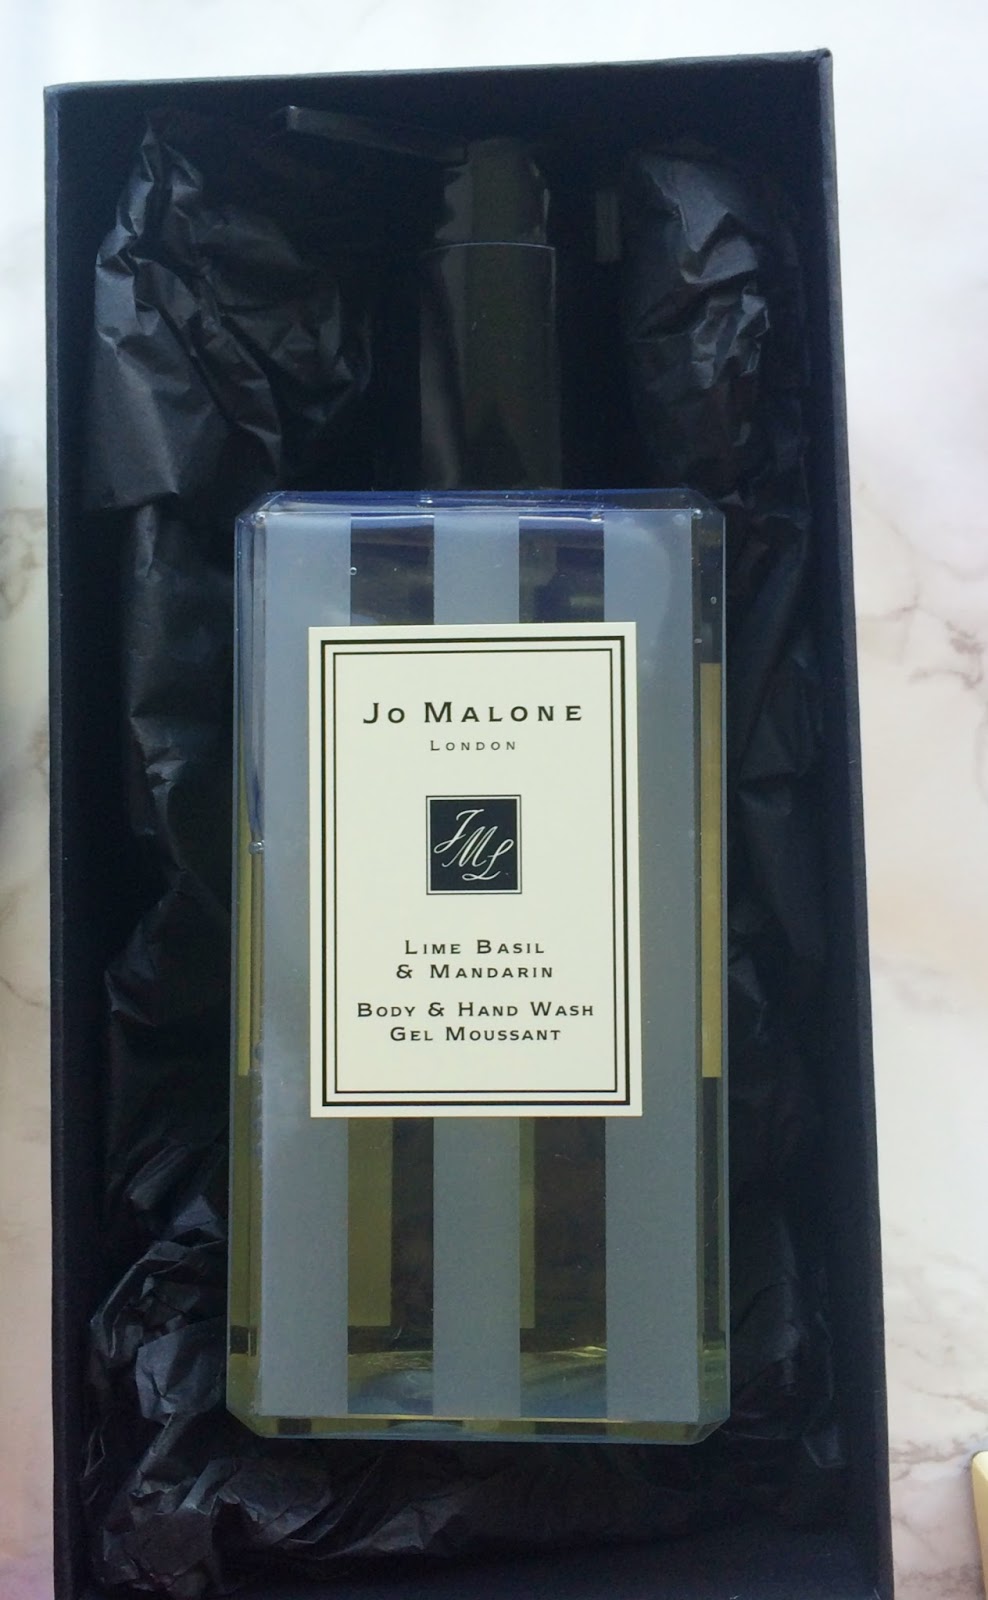 Jo Malone
London
JML
Lime Basil
& Mandarin
Body & Hand Wash
Gel Moussant